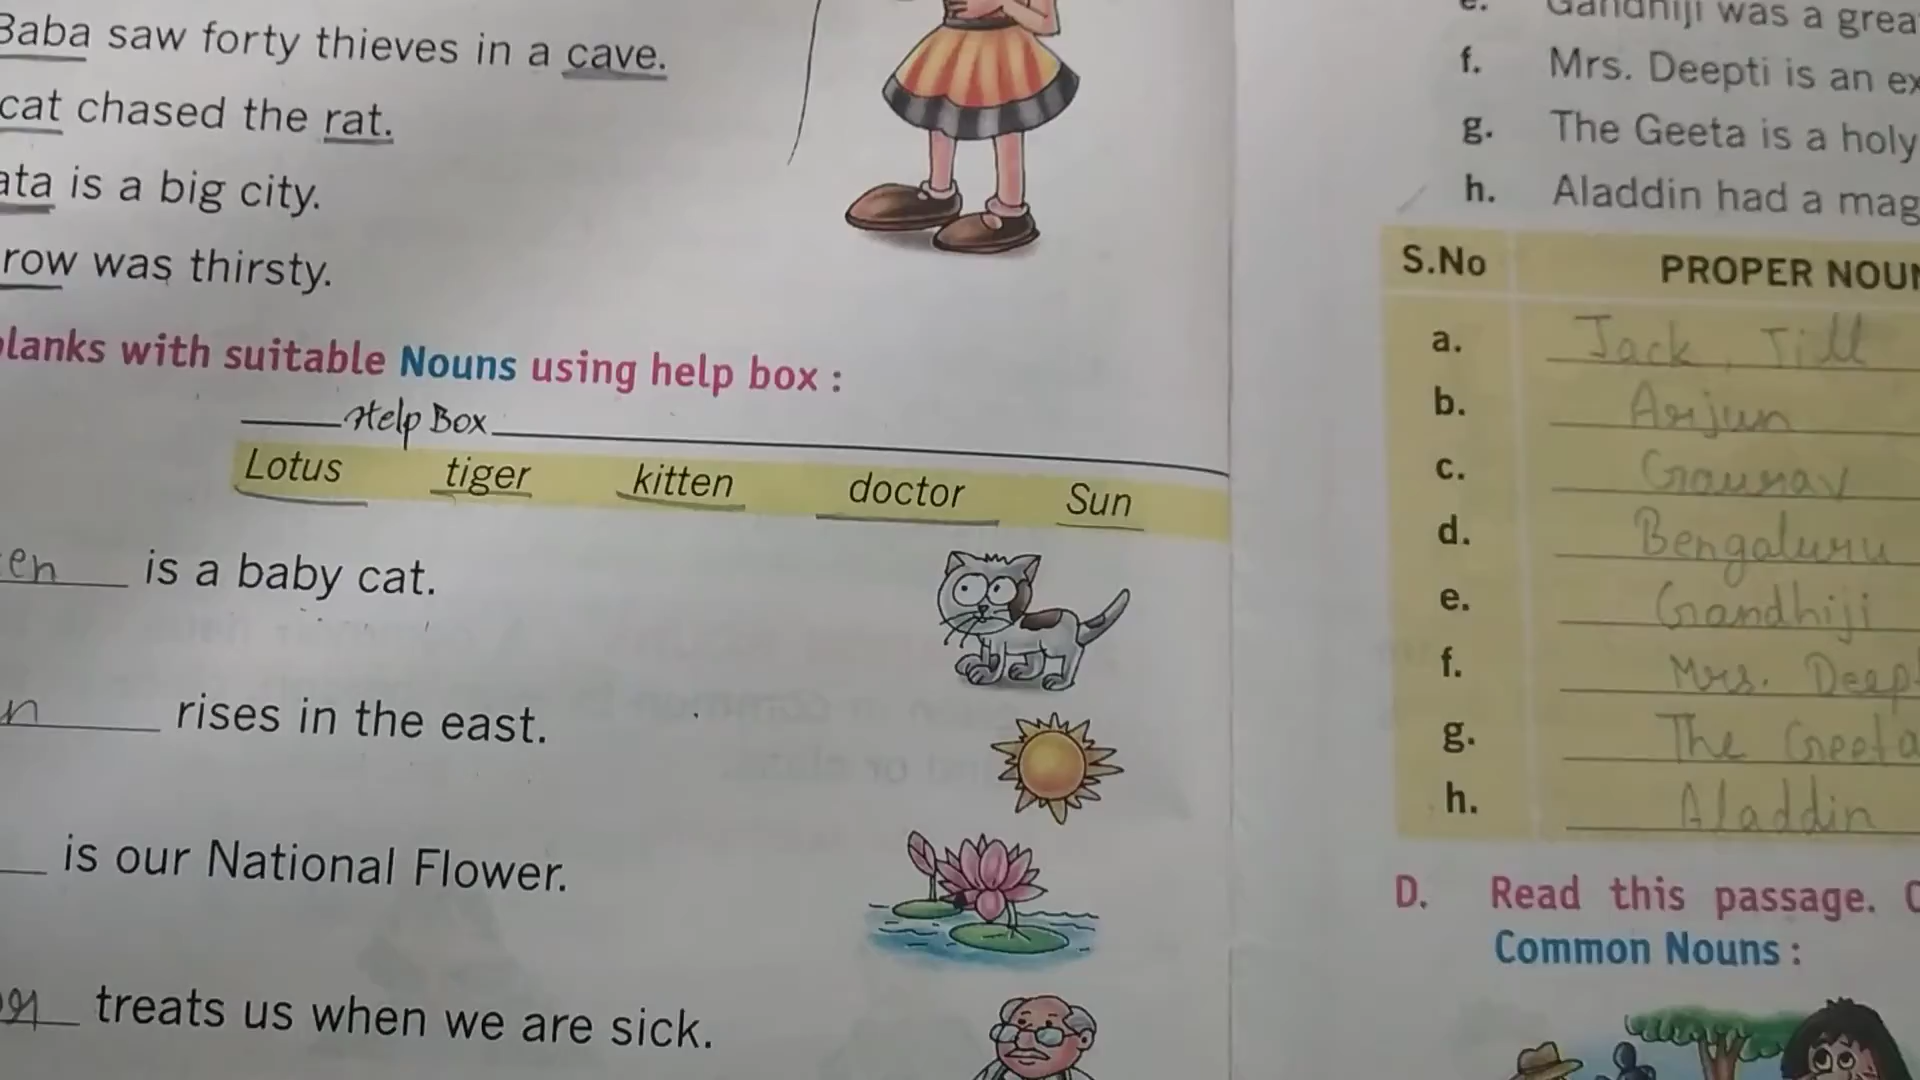 Baba saw forty thieves in a cave.
cat chased the rat.
ata is a big city.
row was thirsty.
lanks with suitable Nouns using help box :
Help Box
Lotus tiger kitten doctor Sun
en is a baby cat.
n rises in the east.
is our National Flower.
treats us when we are sick.
e. Gandhiji was a grea
f. Mrs. Deepti is an ex
g. The Geeta is a holy
h. Aladdin had a mag
S.No PROPER NOUN
a. Jack, Jill
b. Arjun
c. Gaurav
d. Bengaluru
e. Gandhiji
f. Mrs. Deep
g. The Geeta
h. Aladdin
D. Read this passage.
Common Nouns :